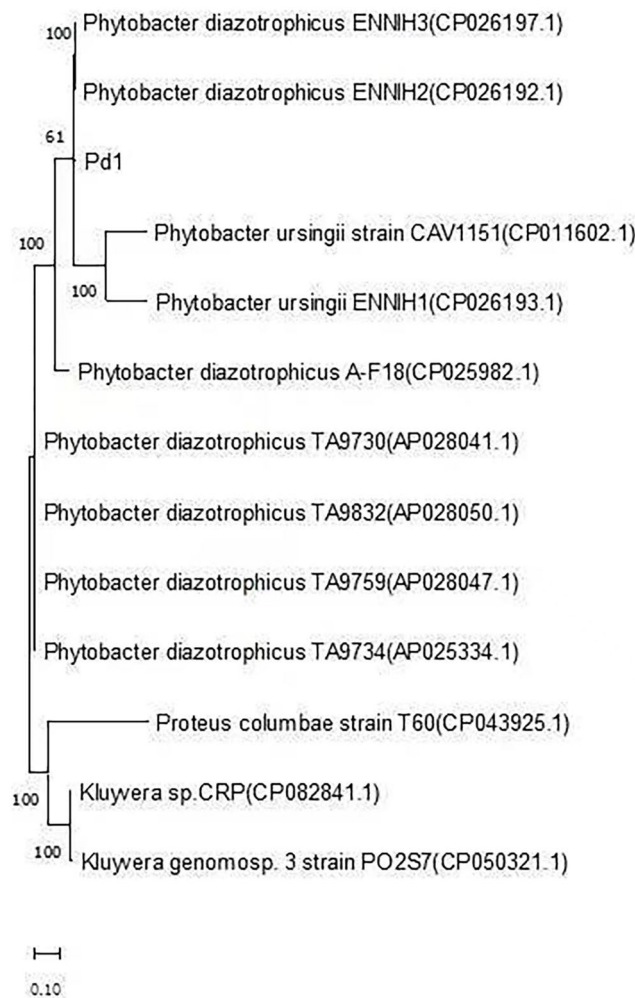 100
Phytobacter diazotrophicus ENNIH3(CP026197.1)
Phytobacter diazotrophicus ENNIH2(CP026192.1)
61
Pd1
Phytobacter ursingii strain CAV1151(CP011602.1)
100
100
Phytobacter ursingii ENNIH1(CP026193.1)
Phytobacter diazotrophicus A-F18(CP025982.1)
Phytobacter diazotrophicus TA9730(AP028041.1)
Phytobacter diazotrophicus TA9832(AP028050.1)
Phytobacter diazotrophicus TA9759(AP028047.1)
Phytobacter diazotrophicus TA9734(AP025334.1)
Proteus columbae strain T60(CP043925.1)
100
Kluyvera sp.CRP(CP082841.1)
100
Kluyvera genomosp. 3 strain PO2S7(CP050321.1)
0.10